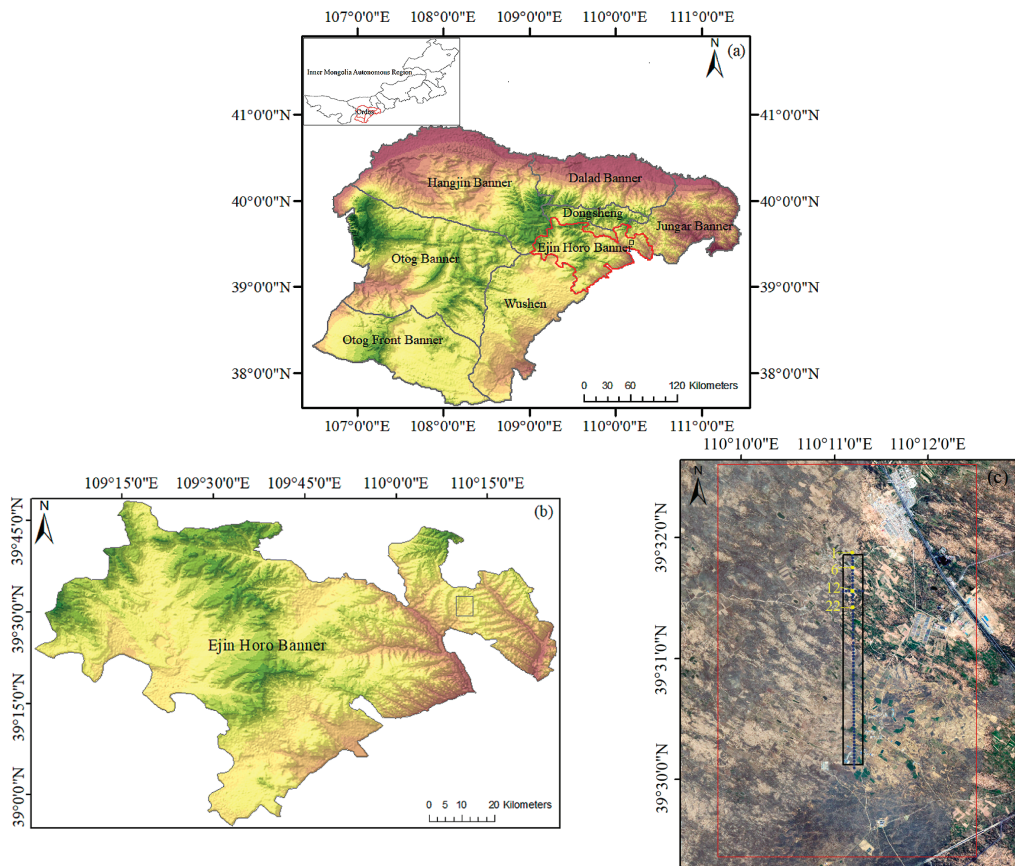 107°0'0"E 108°0'0"E 109°0'0"E 110°0'0"E 111°0'0"E
N
(a)
Inner Mongolia Autonomous Region
Ordos
41°0'0"N
41°0'0"N
40°0'0"N
40°0'0"N
39°0'0"N
39°0'0"N
38°0'0"N
38°0'0"N
Hangjin Banner
Dalad Banner
Dongsheng
Jungar Banner
Ejin Horo Banner
Otog Banner
Wushen
Otog Front Banner
0 30 60 120 Kilometers
107°0'0"E 108°0'0"E 109°0'0"E 110°0'0"E 111°0'0"E
109°15'0"E 109°30'0"E 109°45'0"E 110°0'0"E 110°15'0"E
N
(b)
39°45'0"N
39°30'0"N
39°15'0"N
39°0'0"N
Ejin Horo Banner
0 5 10 20 Kilometers
110°10'0"E 110°11'0"E 110°12'0"E
N
(c)
39°32'0"N
39°31'0"N
39°30'0"N
1
6
12
22